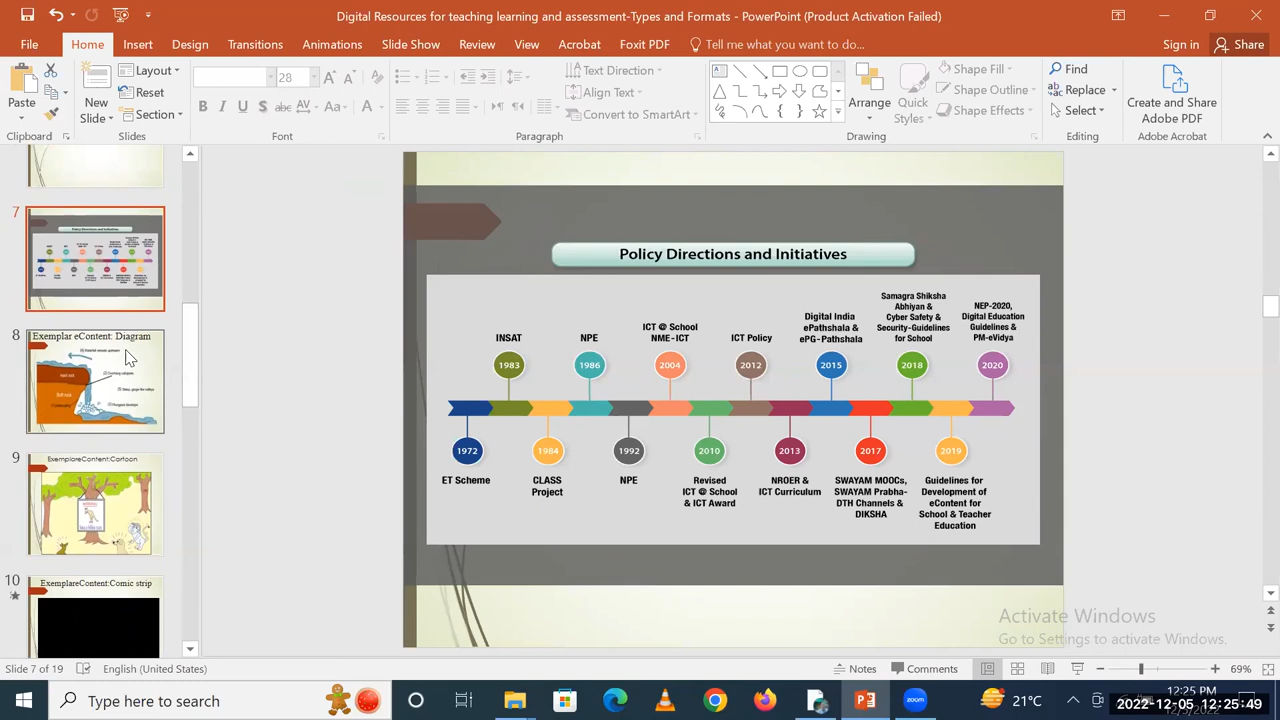 Digital Resources for teaching learning and assessment-Types and Formats - PowerPoint (Product Activation Failed)
File Home Insert Design Transitions Animations Slide Show Review View Acrobat Foxit PDF Tell me what you want to do... Sign in Share
Paste
New
Slide
Layout
Reset
Section
28
B I U S abc AV Aa A
Text Direction
Align Text
Convert to SmartArt
Arrange
Quick
Styles
Shape Fill
Shape Outline
Shape Effects
Find
Replace
Select
Create and Share
Adobe PDF
Clipboard Slides Font Paragraph Drawing Editing Adobe Acrobat
7
Policy Directions and Initiatives
8
Exemplar eContent: Diagram
9
ExemplareContent:Cartoon
10
ExemplareContent:Comic strip
Policy Directions and Initiatives
INSAT
1983
NPE
1986
ICT @ School
NME-ICT
2004
ICT Policy
2012
Digital India
ePathshala &
ePG-Pathshala
2015
Samagra Shiksha
Abhiyan &
Cyber Safety &
Security-Guidelines
for School
2018
NEP-2020,
Digital Education
Guidelines &
PM-eVidya
2020
1972
ET Scheme
1984
CLASS
Project
1992
NPE
2010
Revised
ICT @ School
& ICT Award
2013
NROER &
ICT Curriculum
2017
SWAYAM MOOCs,
SWAYAM Prabha-
DTH Channels &
DIKSHA
2019
Guidelines for
Development of
eContent for
School & Teacher
Education
Activate Windows
Go to Settings to activate Windows.
Slide 7 of 19 English (United States) Notes Comments 69%
Type here to search
zoom
21°C
12:25 PM
2022-12-05 12:25:49